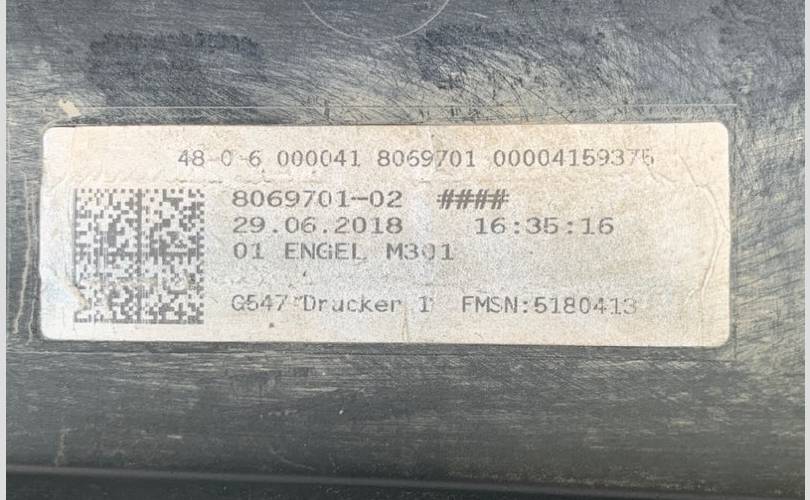 48-0-6 000041 8069701 00004159375
8069701-02 ####
29.06.2018 16:35:16
01 ENGEL M301
G547 Drucker 1 FMSN:5180413